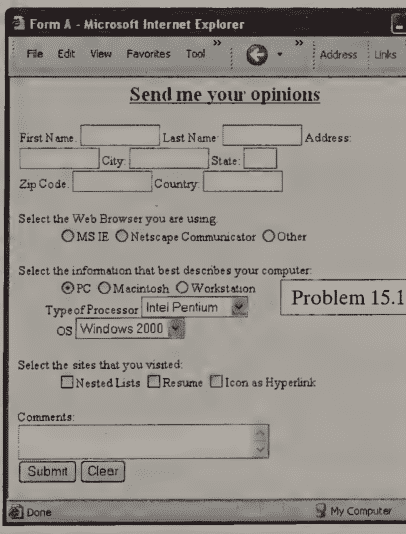 Form A - Microsoft Internet Explorer
File Edit View Favorites Tool » » Address Links
Send me your opinions
First Name: Last Name: Address:
City: State:
Zip Code: Country:
Select the Web Browser you are using.
MS IE Netscape Communicator Other
Select the information that best describes your computer:
PC Macintosh Workstation
Problem 15.1
Type of Processor Intel Pentium
OS Windows 2000
Select the sites that you visited:
Nested Lists Resume Icon as Hyperlink
Comments:
Submit Clear
Done My Computer